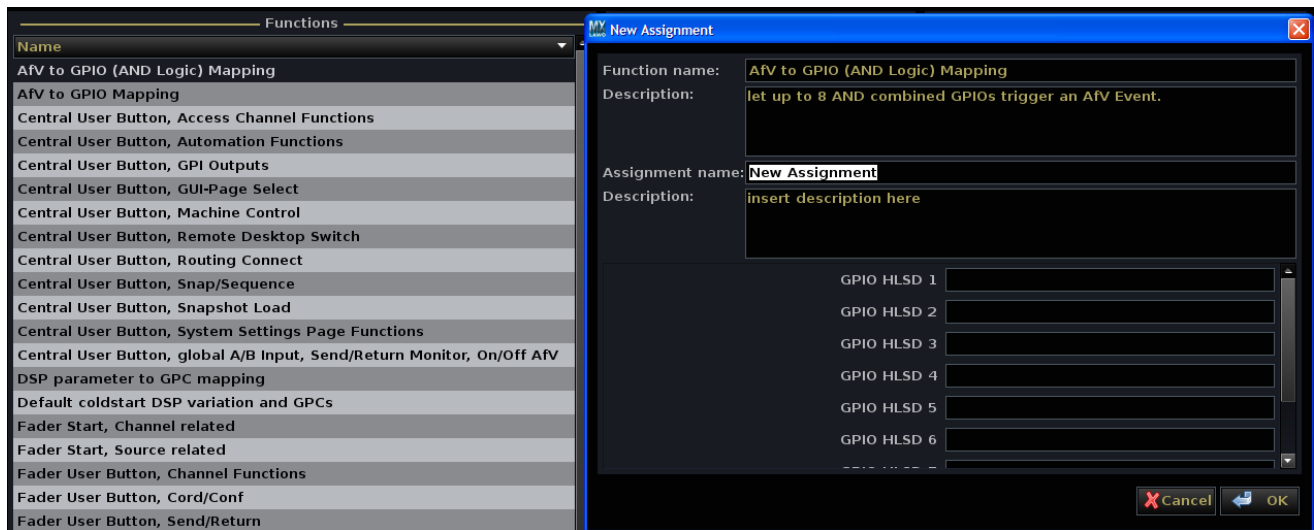 Functions
Name
AfV to GPIO (AND Logic) Mapping
AfV to GPIO Mapping
Central User Button, Access Channel Functions
Central User Button, Automation Functions
Central User Button, GPI Outputs
Central User Button, GUI-Page Select
Central User Button, Machine Control
Central User Button, Remote Desktop Switch
Central User Button, Routing Connect
Central User Button, Snap/Sequence
Central User Button, Snapshot Load
Central User Button, System Settings Page Functions
Central User Button, global A/B Input, Send/Return Monitor, On/Off AfV
DSP parameter to GPC mapping
Default coldstart DSP variation and GPCs
Fader Start, Channel related
Fader Start, Source related
Fader User Button, Channel Functions
Fader User Button, Cord/Conf
Fader User Button, Send/Return
New Assignment
Function name: AfV to GPIO (AND Logic) Mapping
Description: let up to 8 AND combined GPIOs trigger an AfV Event.
Assignment name: New Assignment
Description: insert description here
GPIO HLSD 1
GPIO HLSD 2
GPIO HLSD 3
GPIO HLSD 4
GPIO HLSD 5
GPIO HLSD 6
Cancel OK